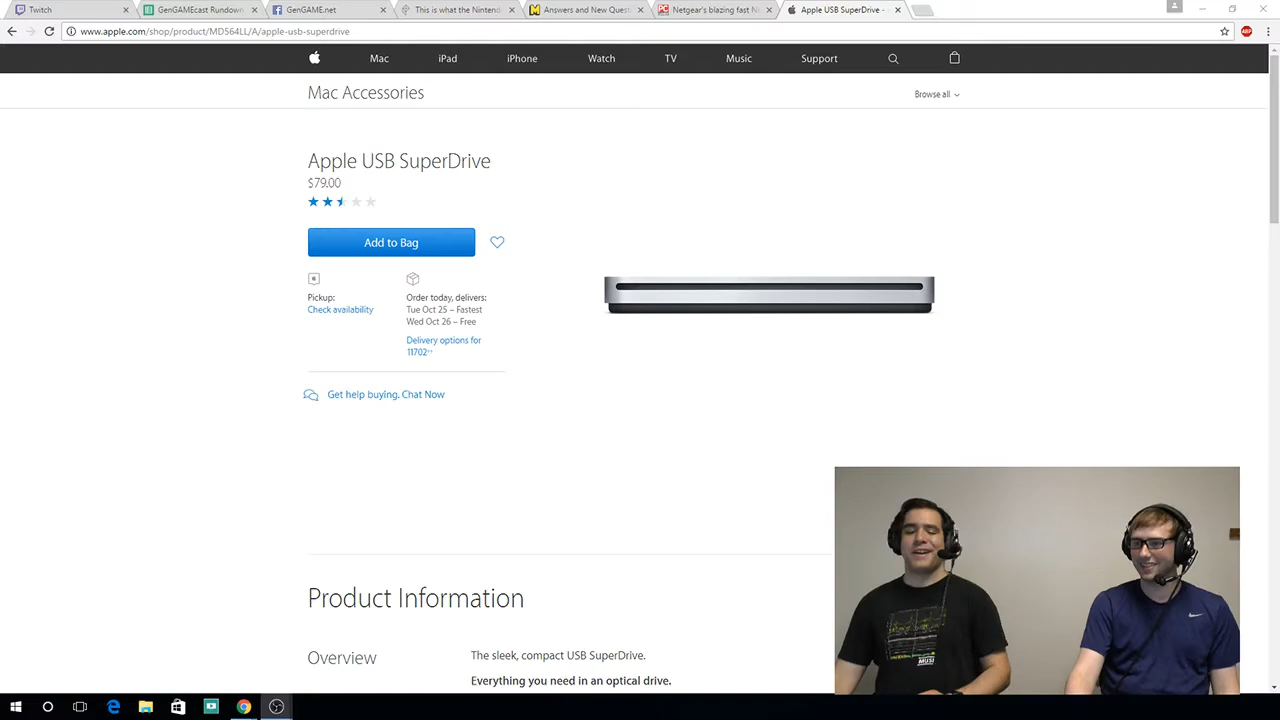 Twitch
GenGAMEcast Rundown
GenGAME.net
This is what the Nintend
Answers and New Quest
Netgear's blazing fast Ni
Apple USB SuperDrive -
www.apple.com/shop/product/MD564LL/A/apple-usb-superdrive
ABP
Mac
iPad
iPhone
Watch
TV
Music
Support
Mac Accessories
Browse all
Apple USB SuperDrive
$79.00
Add to Bag
Pickup:
Check availability
Order today, delivers:
Tue Oct 25 – Fastest
Wed Oct 26 – Free
Delivery options for
11702
Get help buying. Chat Now
Product Information
Overview
The sleek, compact USB SuperDrive.
Everything you need in an optical drive.